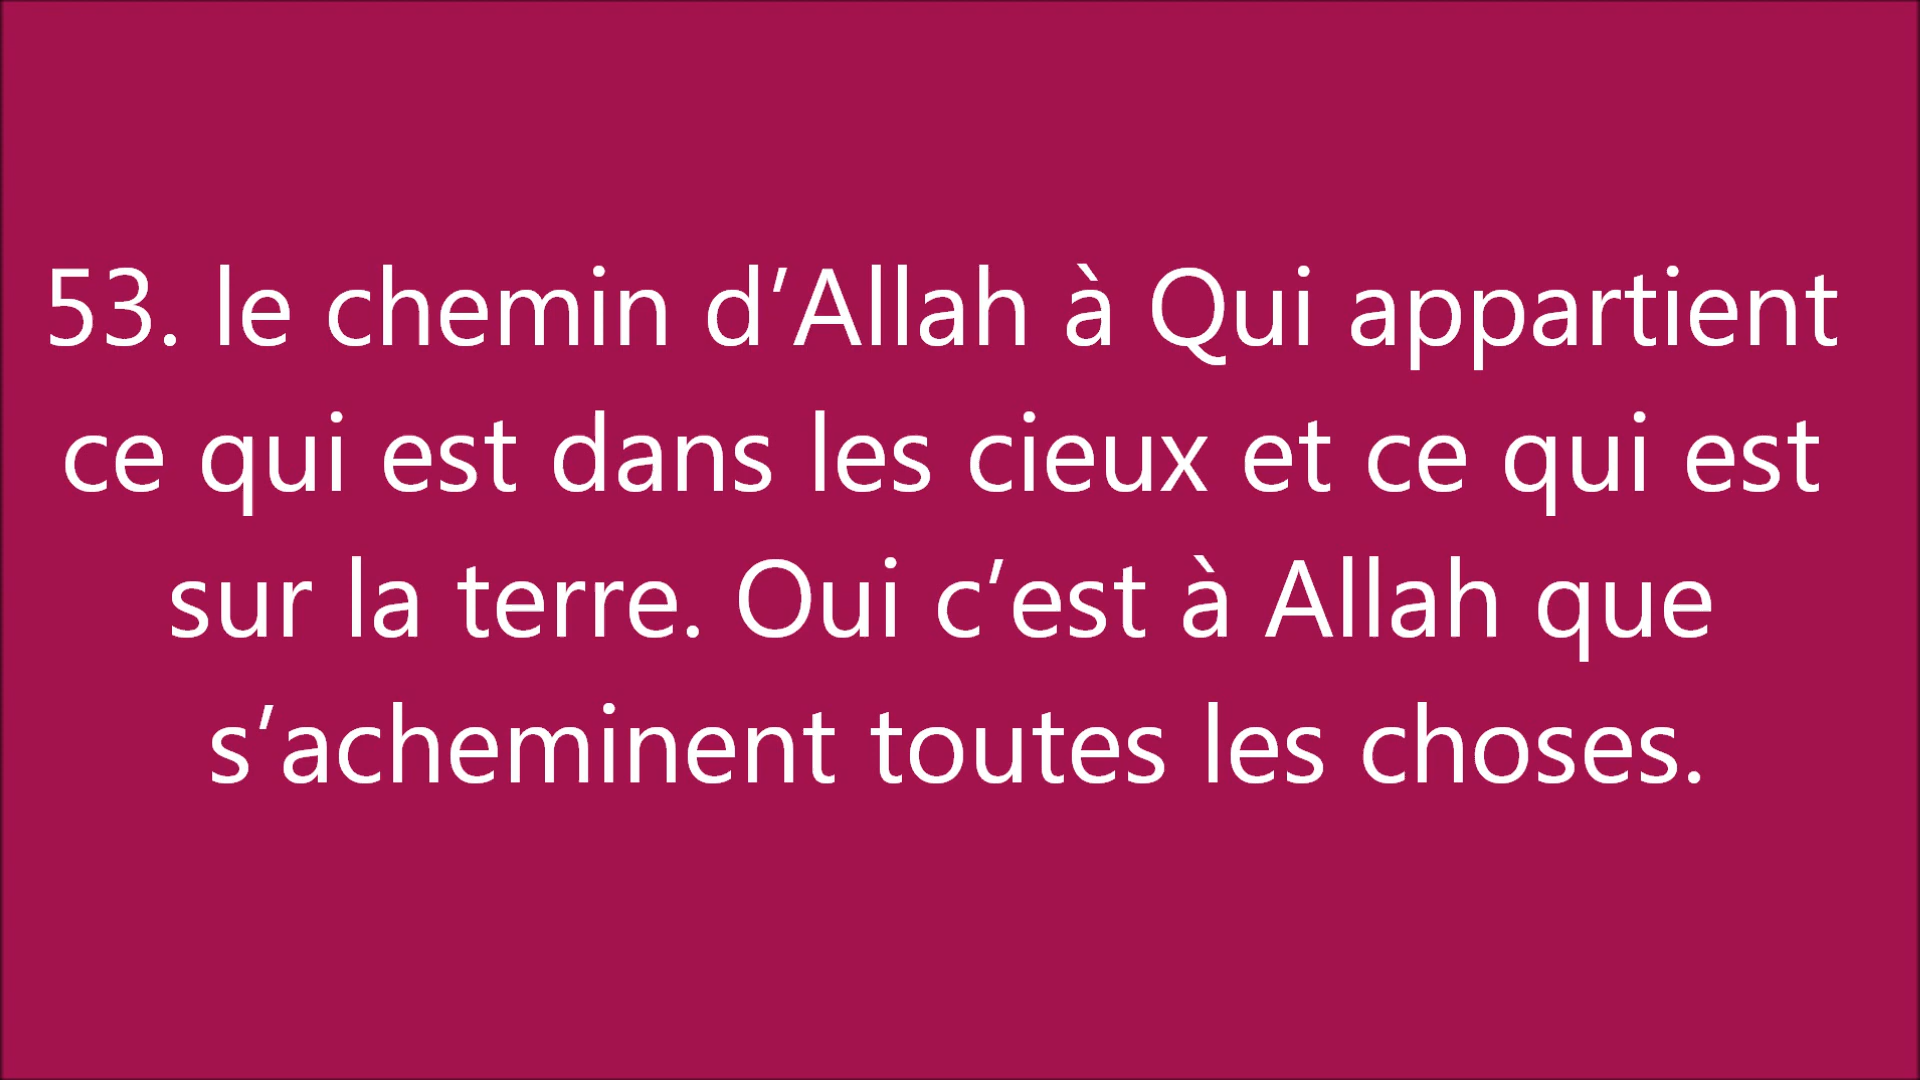 53. le chemin d’Allah à Qui appartient
ce qui est dans les cieux et ce qui est
sur la terre. Oui c’est à Allah que
s’acheminent toutes les choses.